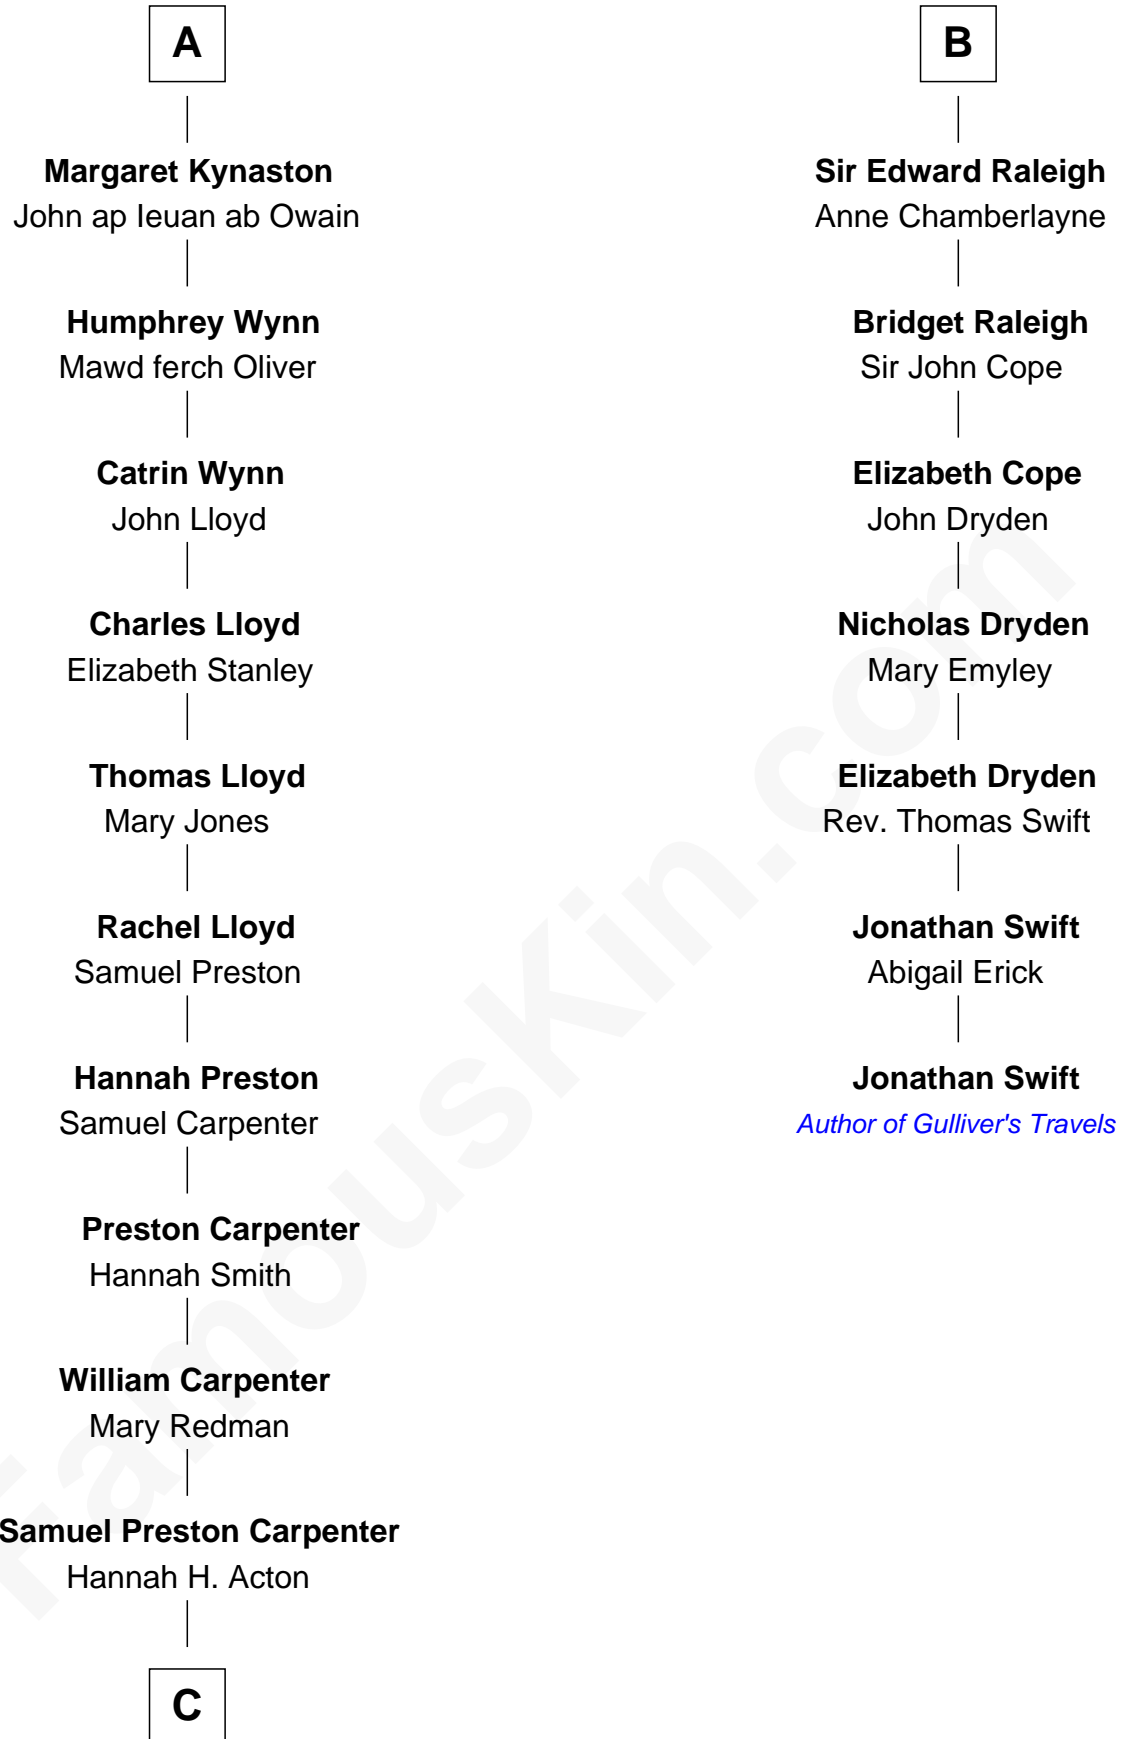 A
Margaret Kynaston
John ap Ieuan ab Owain
Humphrey Wynn
Mawd ferch Oliver
Catrin Wynn
John Lloyd
Charles Lloyd
Elizabeth Stanley
Thomas Lloyd
Mary Jones
Rachel Lloyd
Samuel Preston
Hannah Preston
Samuel Carpenter
Preston Carpenter
Hannah Smith
William Carpenter
Mary Redman
Samuel Preston Carpenter
Hannah H. Acton
C
B
Sir Edward Raleigh
Anne Chamberlayne
Bridget Raleigh
Sir John Cope
Elizabeth Cope
John Dryden
Nicholas Dryden
Mary Emyley
Elizabeth Dryden
Rev. Thomas Swift
Jonathan Swift
Abigail Erick
Jonathan Swift
Author of Gulliver's Travels
FamousKin.com